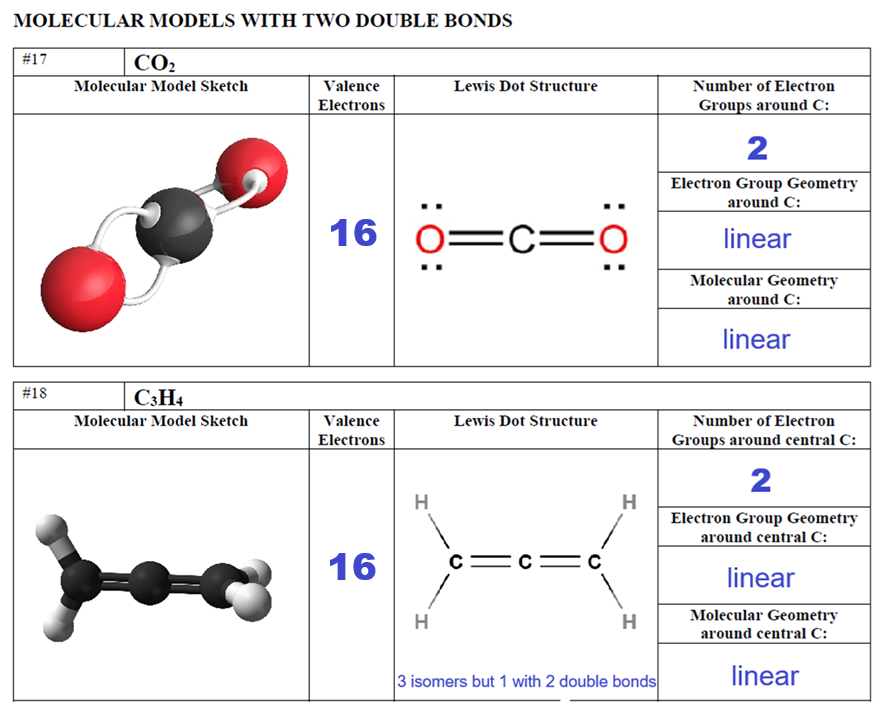 MOLECULAR MODELS WITH TWO DOUBLE BONDS
#17 CO₂
Molecular Model Sketch
Valence
Electrons
Lewis Dot Structure
Number of Electron
Groups around C:
16
O C O
2
Electron Group Geometry
around C:
linear
Molecular Geometry
around C:
linear
#18 C₃H₄
Molecular Model Sketch
Valence
Electrons
Lewis Dot Structure
Number of Electron
Groups around central C:
16
H H
C C C
H H
3 isomers but 1 with 2 double bonds
2
Electron Group Geometry
around central C:
linear
Molecular Geometry
around central C:
linear